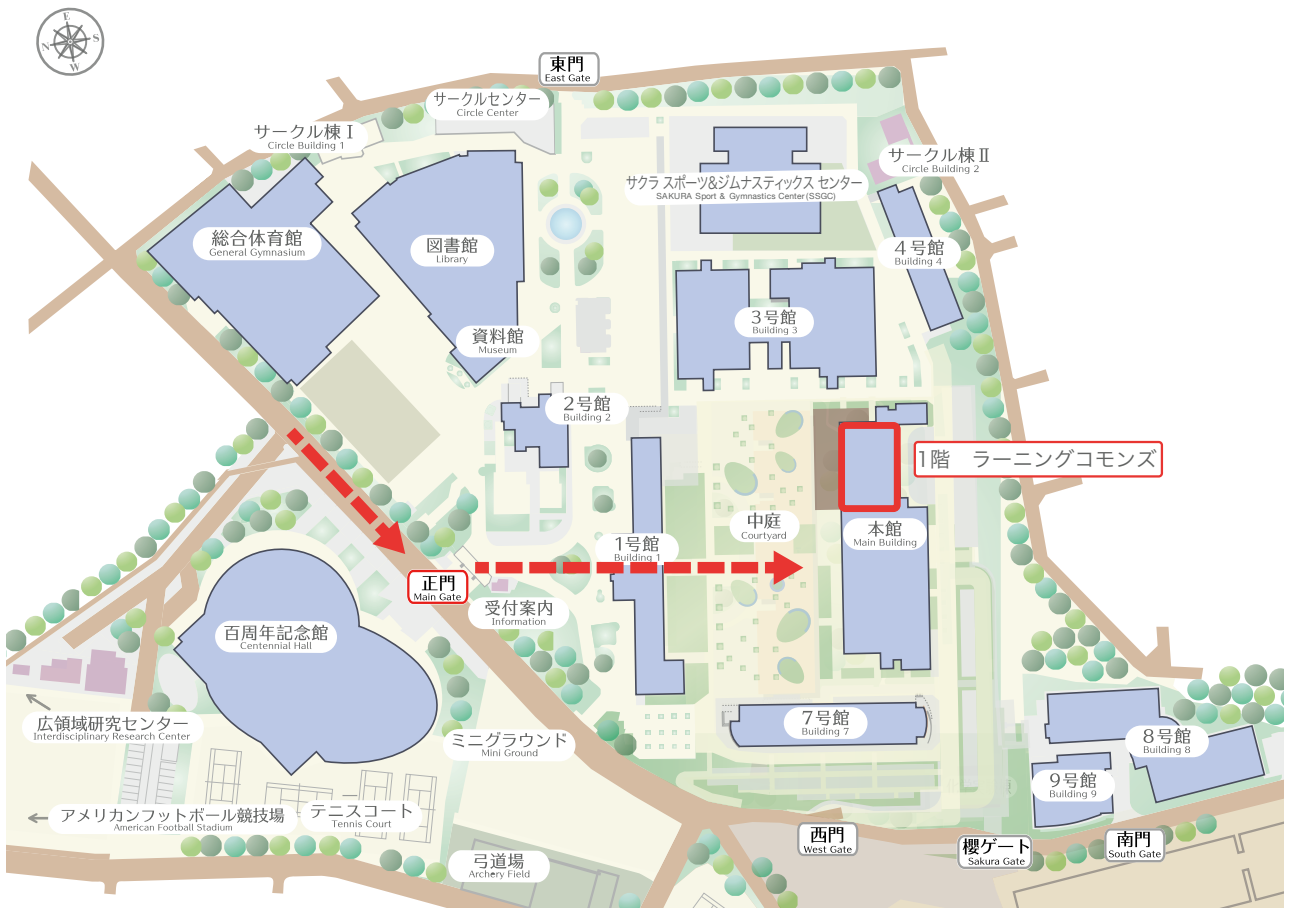 E
N
S
W
東門
East Gate
サークルセンター
Circle Center
サークル棟Ⅰ
Circle Building 1
サークル棟Ⅱ
Circle Building 2
サクラ スポーツ&ジムナスティックス センター
SAKURA Sport & Gymnastics Center(SSGC)
総合体育館
General Gymnasium
図書館
Library
4号館
Building 4
3号館
Building 3
資料館
Museum
2号館
Building 2
1階　ラーニングコモンズ
中庭
Courtyard
本館
Main Building
1号館
Building 1
正門
Main Gate
受付案内
Information
百周年記念館
Centennial Hall
広領域研究センター
Interdisciplinary Research Center
ミニグラウンド
Mini Ground
7号館
Building 7
8号館
Building 8
9号館
Building 9
アメリカンフットボール競技場
American Football Stadium
テニスコート
Tennis Court
西門
West Gate
櫻ゲート
Sakura Gate
南門
South Gate
弓道場
Archery Field